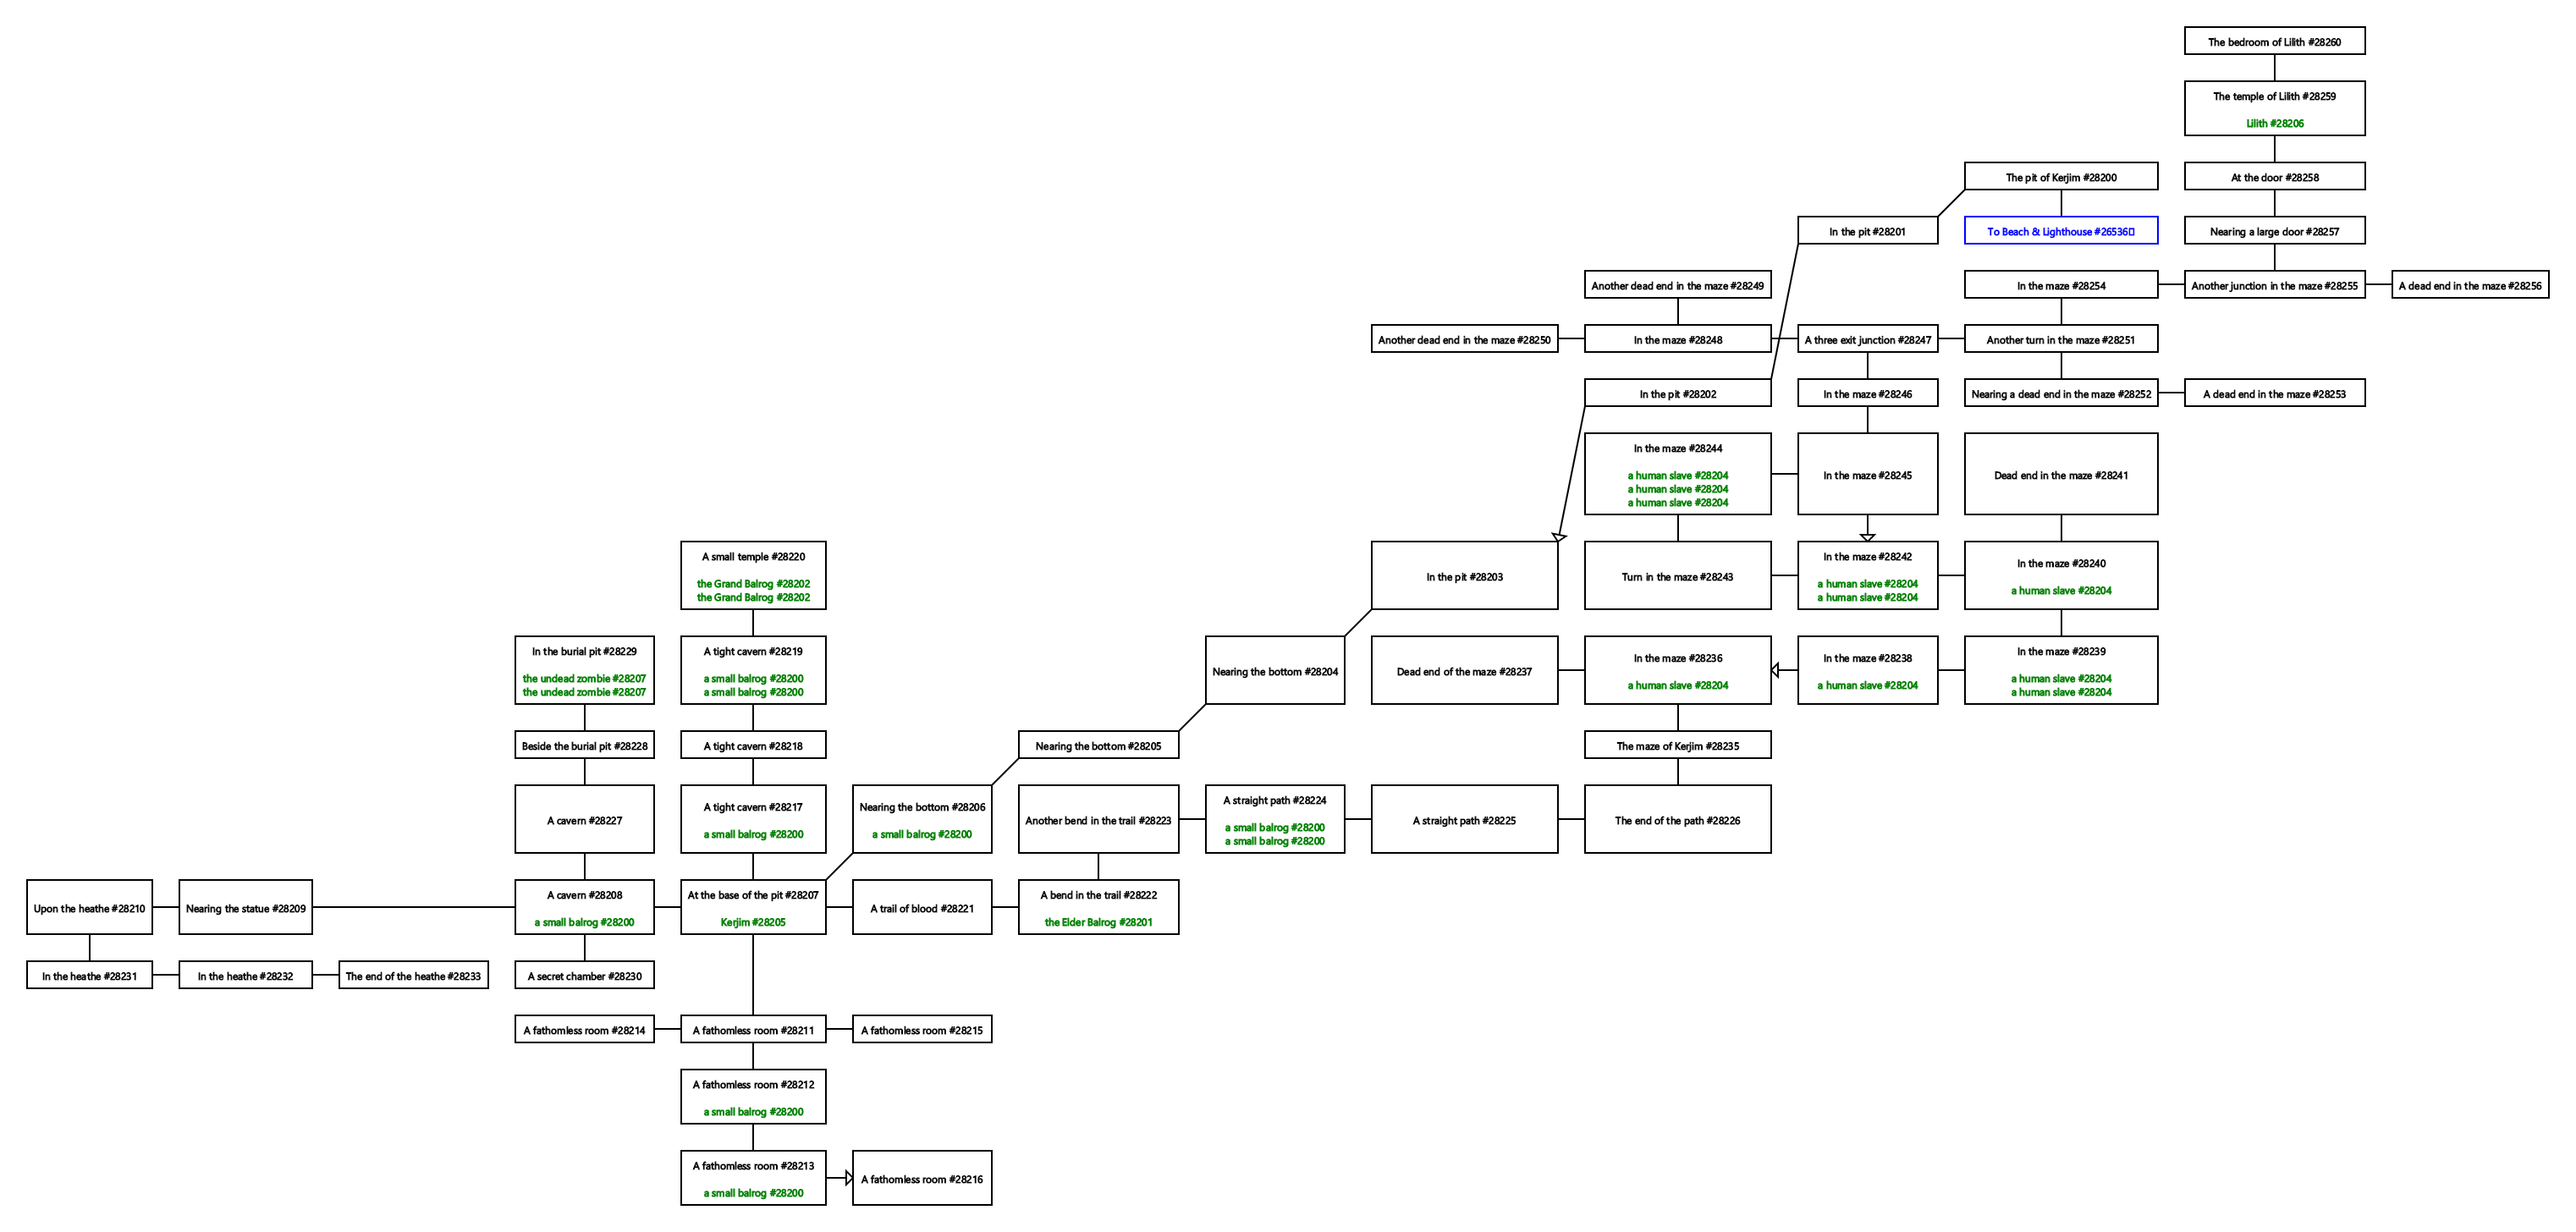 The bedroom of Lilith #28260
The temple of Lilith #28259
Lilith #28206
The pit of Kerjim #28200
At the door #28258
In the pit #28201
To Beach & Lighthouse #26536
Nearing a large door #28257
Another dead end in the maze #28249
In the maze #28254
Another junction in the maze #28255
A dead end in the maze #28256
Another dead end in the maze #28250
In the maze #28248
A three exit junction #28247
Another turn in the maze #28251
In the pit #28202
In the maze #28246
Nearing a dead end in the maze #28252
A dead end in the maze #28253
In the maze #28244
a human slave #28204
a human slave #28204
a human slave #28204
In the maze #28245
Dead end in the maze #28241
A small temple #28220
the Grand Balrog #28202
the Grand Balrog #28202
In the pit #28203
Turn in the maze #28243
In the maze #28242
a human slave #28204
a human slave #28204
In the maze #28240
a human slave #28204
In the burial pit #28229
the undead zombie #28207
the undead zombie #28207
A tight cavern #28219
a small balrog #28200
a small balrog #28200
Nearing the bottom #28204
Dead end of the maze #28237
In the maze #28236
a human slave #28204
In the maze #28238
a human slave #28204
In the maze #28239
a human slave #28204
a human slave #28204
Beside the burial pit #28228
A tight cavern #28218
Nearing the bottom #28205
The maze of Kerjim #28235
A cavern #28227
A tight cavern #28217
a small balrog #28200
Nearing the bottom #28206
a small balrog #28200
Another bend in the trail #28223
A straight path #28224
a small balrog #28200
a small balrog #28200
A straight path #28225
The end of the path #28226
Upon the heathe #28210
Nearing the statue #28209
A cavern #28208
a small balrog #28200
At the base of the pit #28207
Kerjim #28205
A trail of blood #28221
A bend in the trail #28222
the Elder Balrog #28201
In the heathe #28231
In the heathe #28232
The end of the heathe #28233
A secret chamber #28230
A fathomless room #28214
A fathomless room #28211
A fathomless room #28215
A fathomless room #28212
a small balrog #28200
A fathomless room #28213
a small balrog #28200
A fathomless room #28216